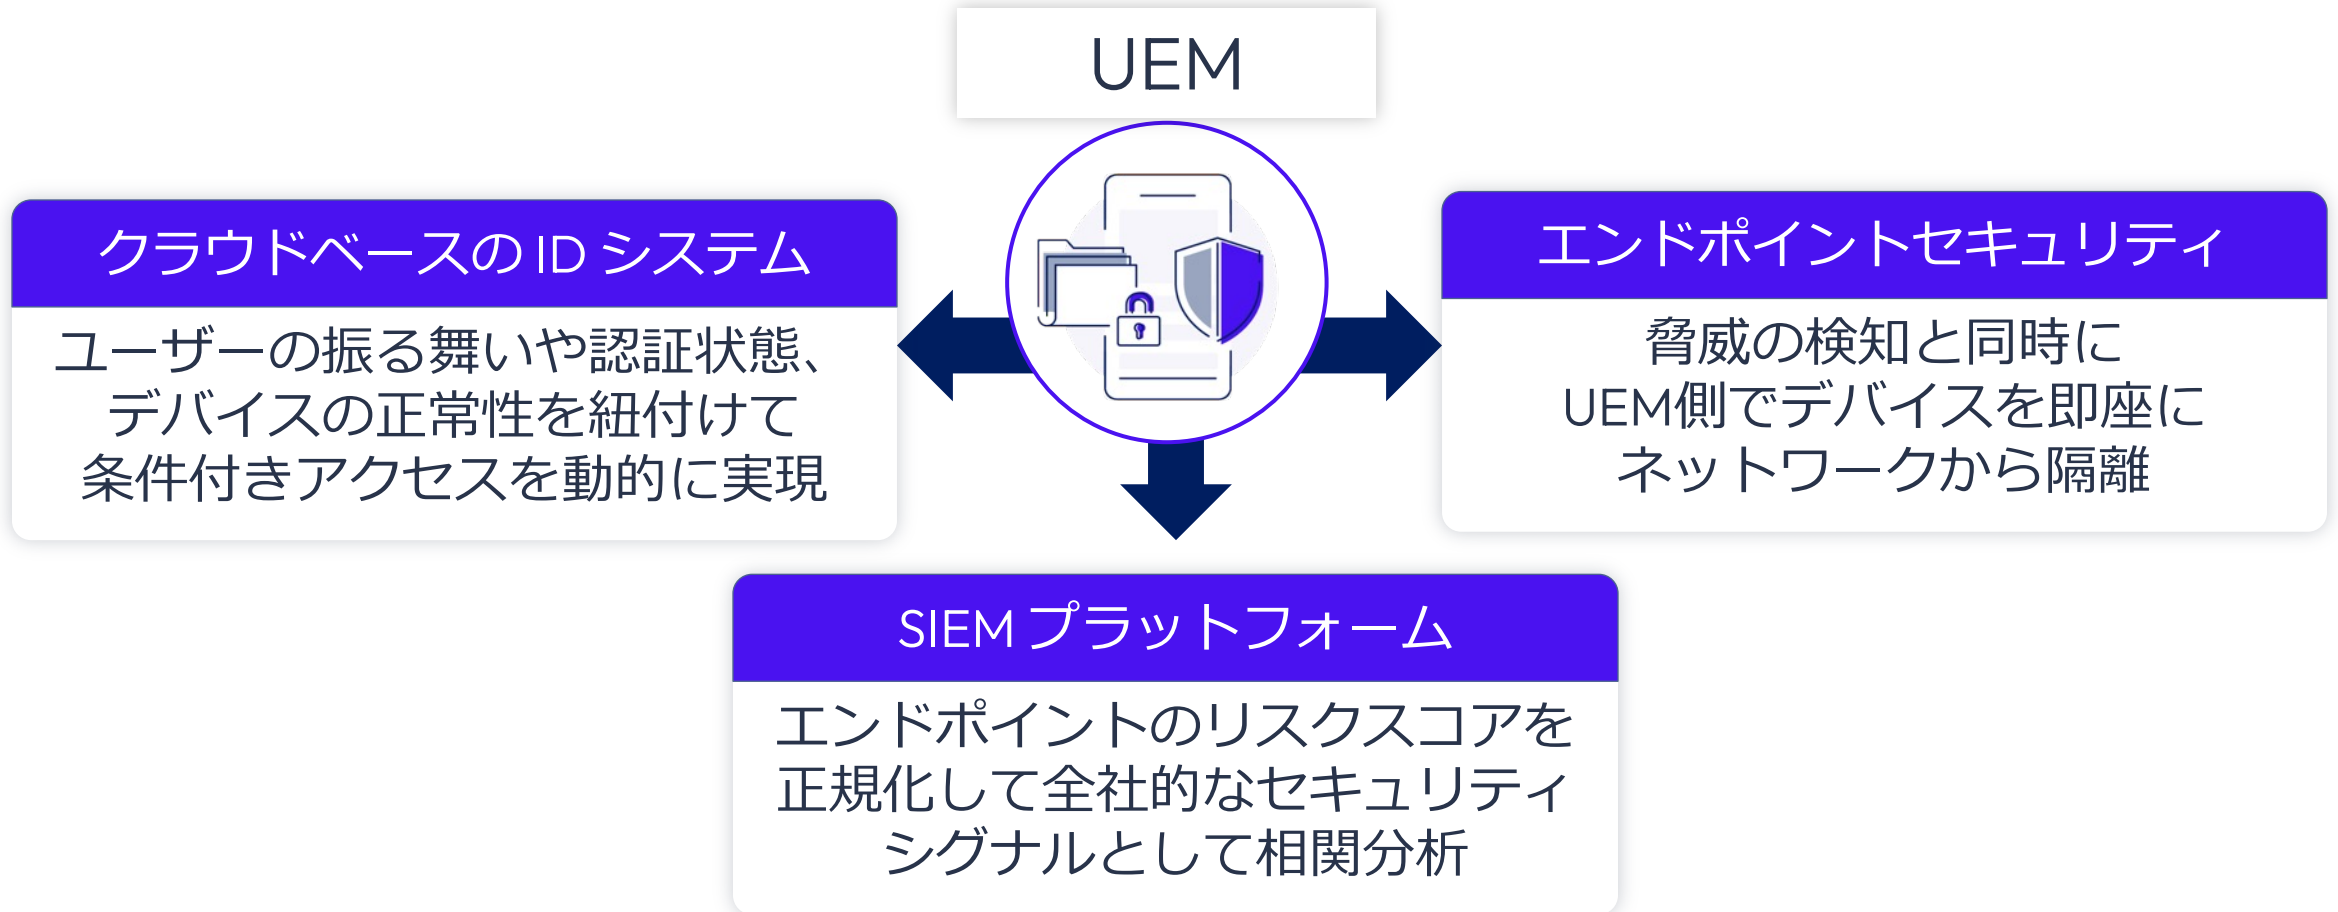 UEM
クラウドベースの ID システム
ユーザーの振る舞いや認証状態、
デバイスの正常性を紐付けて
条件付きアクセスを動的に実現
エンドポイントセキュリティ
脅威の検知と同時に
UEM側でデバイスを即座に
ネットワークから隔離
SIEM プラットフォーム
エンドポイントのリスクスコアを
正規化して全社的なセキュリティ
シグナルとして相関分析